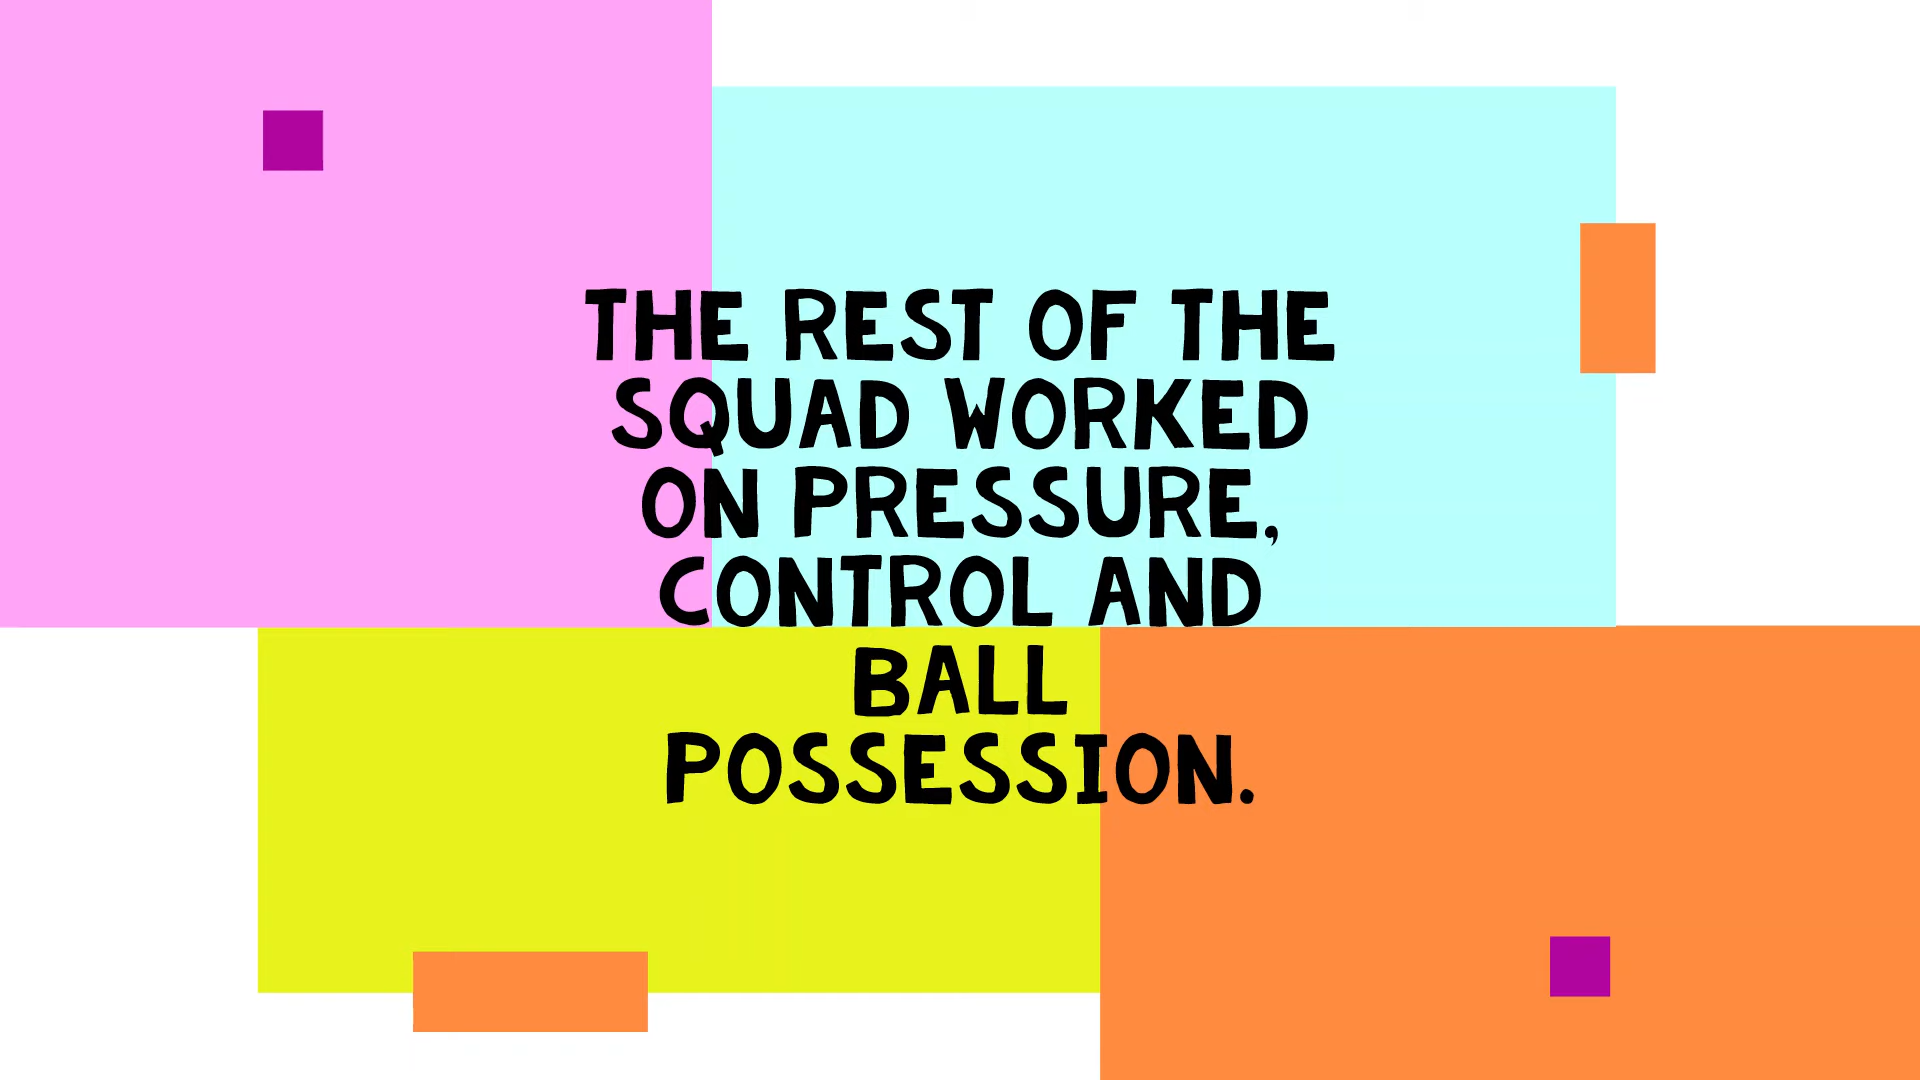 THE REST OF THE
SQUAD WORKED
ON PRESSURE,
CONTROL AND
BALL
POSSESSION.